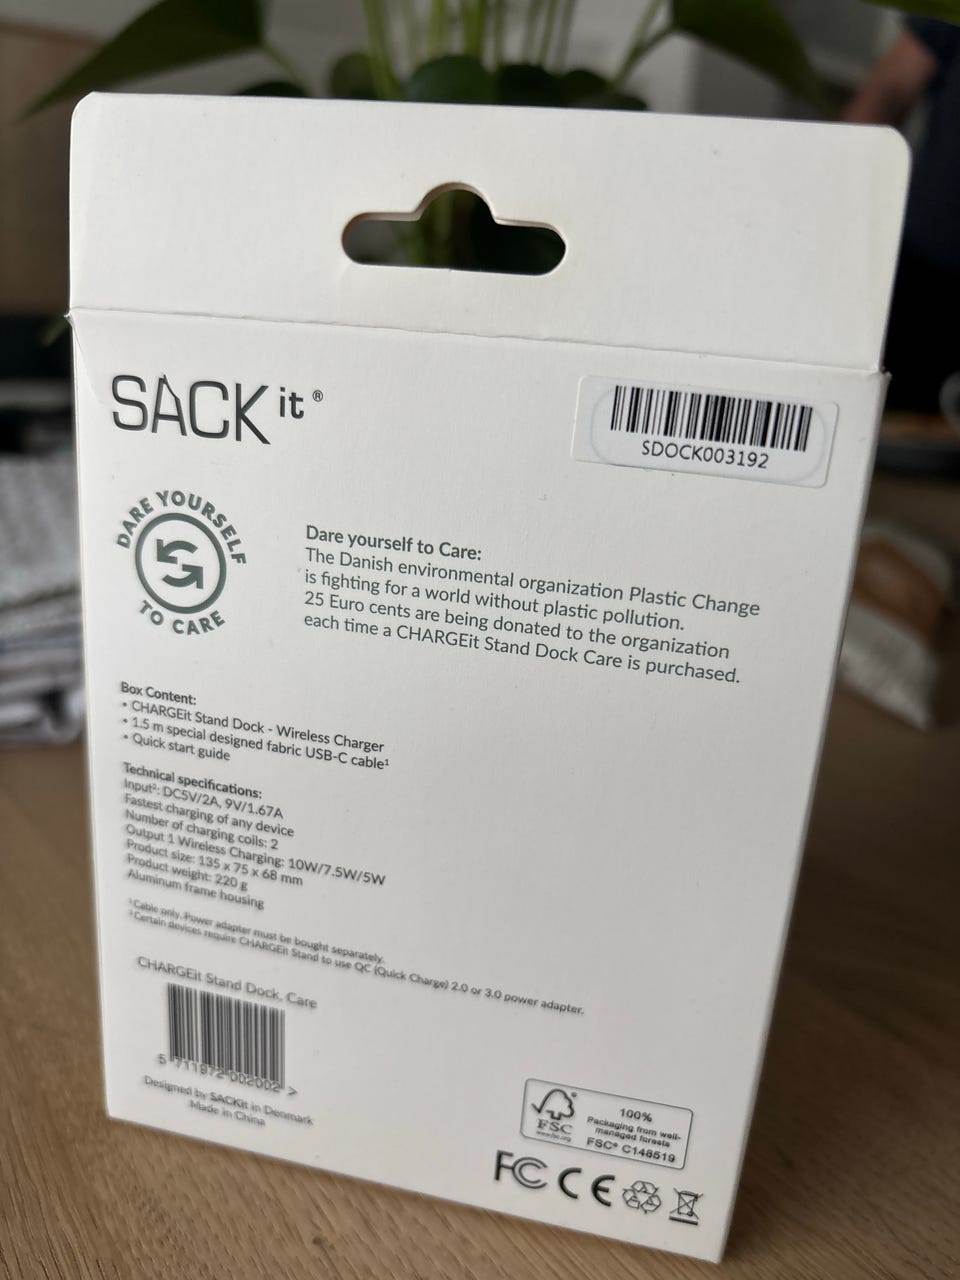 SACKit®
SDOCK003192
DARE YOURSELF
TO CARE
Dare yourself to Care:
The Danish environmental organization Plastic Change
is fighting for a world without plastic pollution.
25 Euro cents are being donated to the organization
each time a CHARGEit Stand Dock Care is purchased.
Box Content:
• CHARGEit Stand Dock - Wireless Charger
• 1.5 m special designed fabric USB-C cable¹
• Quick start guide
Technical specifications:
Input²: DC5V/2A, 9V/1.67A
Fastest charging of any device
Number of charging coils: 2
Output 1 Wireless Charging: 10W/7.5W/5W
Product size: 135 x 75 x 68 mm
Product weight: 220 g
Aluminum frame housing
¹Cable only. Power adapter must be bought separately.
²Certain devices require CHARGEit Stand to use QC (Quick Charge) 2.0 or 3.0 power adapter.
CHARGEit Stand Dock, Care
5 711972 002002 >
Designed by SACKit in Denmark
Made in China
FSC
www.fsc.org
100%
Packaging from well-
managed forests
FSC® C148519
FC CE